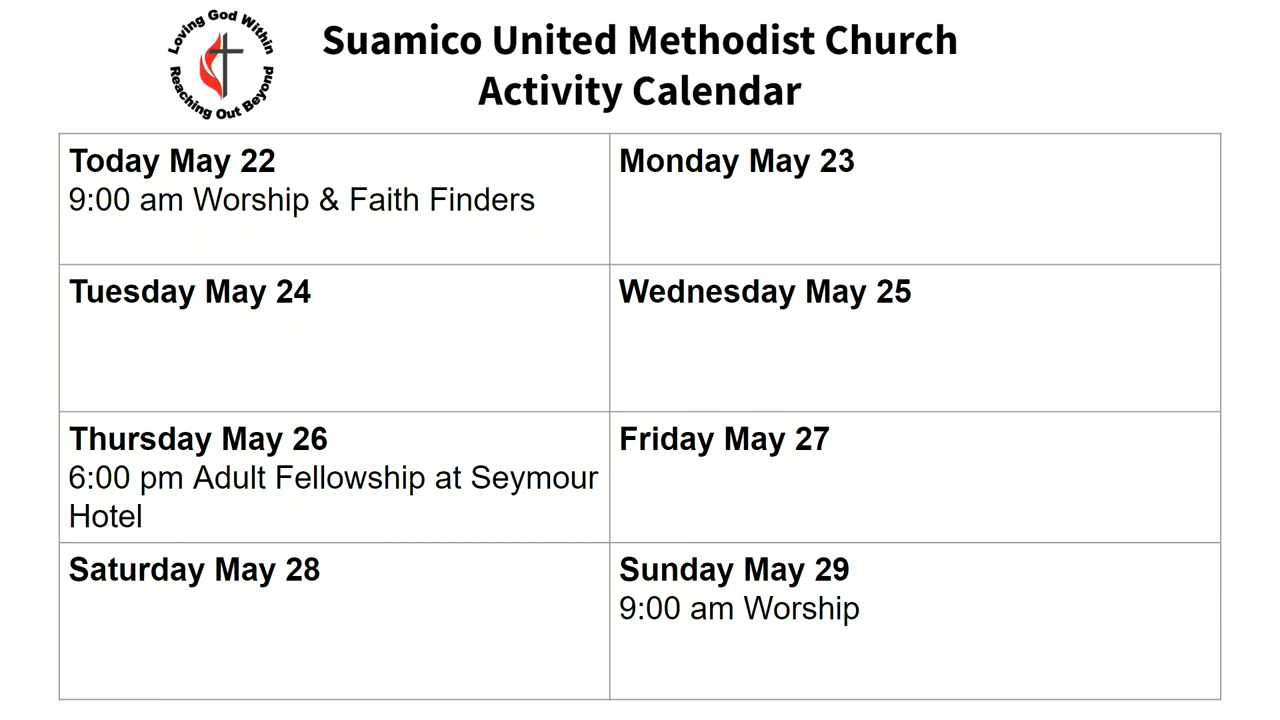 Loving God Within
Reaching Out Beyond
Suamico United Methodist Church
Activity Calendar
Today May 22
9:00 am Worship & Faith Finders
Monday May 23
Tuesday May 24
Wednesday May 25
Thursday May 26
6:00 pm Adult Fellowship at Seymour
Hotel
Friday May 27
Saturday May 28
Sunday May 29
9:00 am Worship